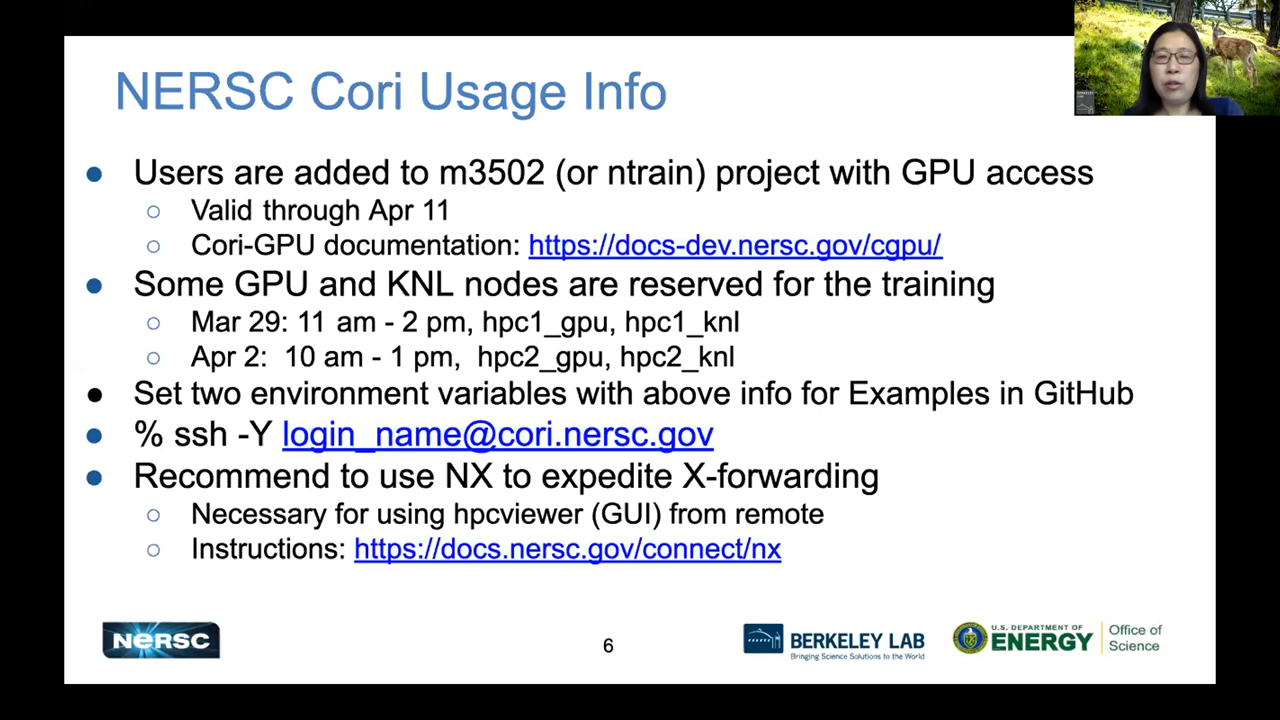 NERSC Cori Usage Info
● Users are added to m3502 (or ntrain) project with GPU access
○ Valid through Apr 11
○ Cori-GPU documentation: https://docs-dev.nersc.gov/cgpu/
● Some GPU and KNL nodes are reserved for the training
○ Mar 29: 11 am - 2 pm, hpc1_gpu, hpc1_knl
○ Apr 2: 10 am - 1 pm, hpc2_gpu, hpc2_knl
● Set two environment variables with above info for Examples in GitHub
● % ssh -Y login_name@cori.nersc.gov
● Recommend to use NX to expedite X-forwarding
○ Necessary for using hpcviewer (GUI) from remote
○ Instructions: https://docs.nersc.gov/connect/nx
NERSC
6
BERKELEY LAB
Bringing Science Solutions to the World
U.S. DEPARTMENT OF
ENERGY
Office of
Science